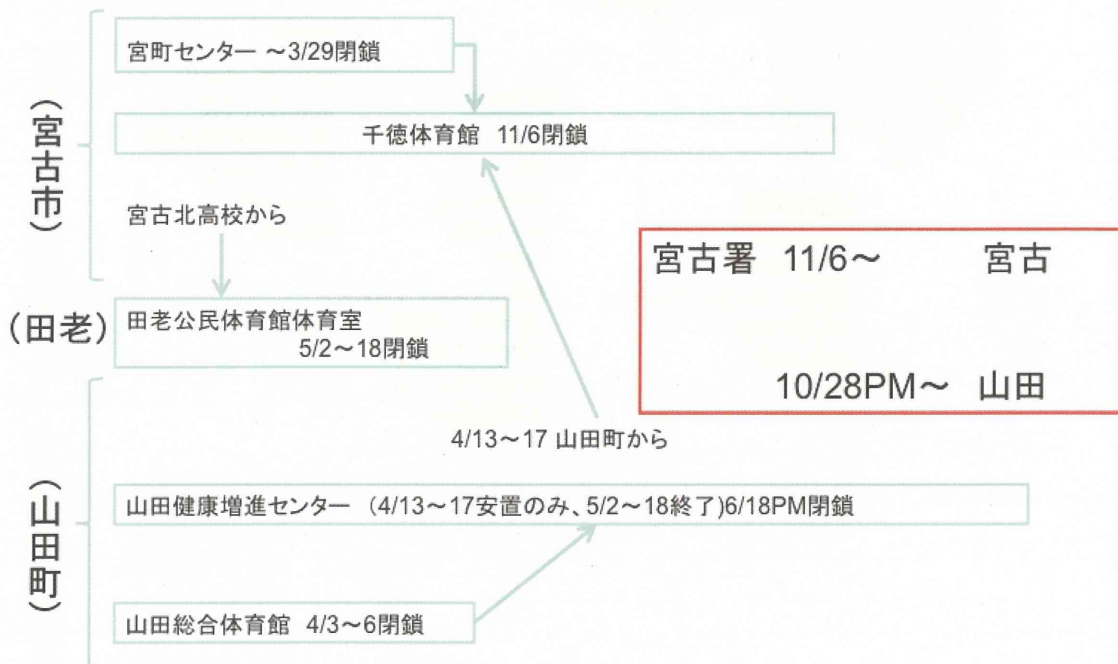 (宮古市)
宮町センター ～3/29閉鎖
千徳体育館 11/6閉鎖
宮古北高校から
(田老)
田老公民体育館体育室
5/2～18閉鎖
宮古署 11/6～ 宮古
10/28PM～ 山田
(山田町)
4/13～17 山田町から
山田健康増進センター (4/13～17安置のみ、5/2～18終了)6/18PM閉鎖
山田総合体育館 4/3～6閉鎖